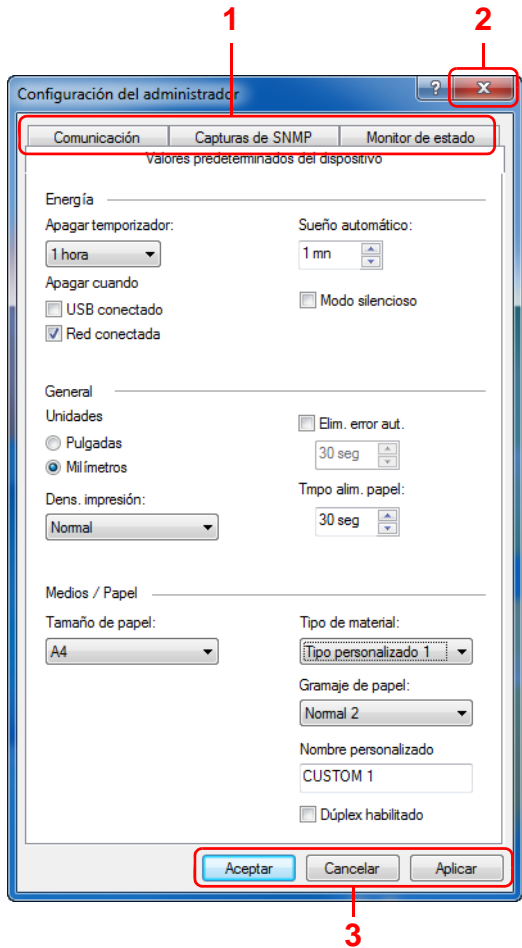 1 2
Configuración del administrador
Comunicación Capturas de SNMP Monitor de estado
Valores predeterminados del dispositivo
Energía
Apagar temporizador: Sueño automático:
1 hora 1 mn
Apagar cuando
USB conectado Modo silencioso
Red conectada
General
Unidades Elim. error aut.
Pulgadas 30 seg
Milímetros
Dens. impresión: Tmpo alim. papel:
Normal 30 seg
Medios / Papel
Tamaño de papel: Tipo de material:
A4 Tipo personalizado 1
Gramaje de papel:
Normal 2
Nombre personalizado
CUSTOM 1
Dúplex habilitado
Aceptar Cancelar Aplicar
3